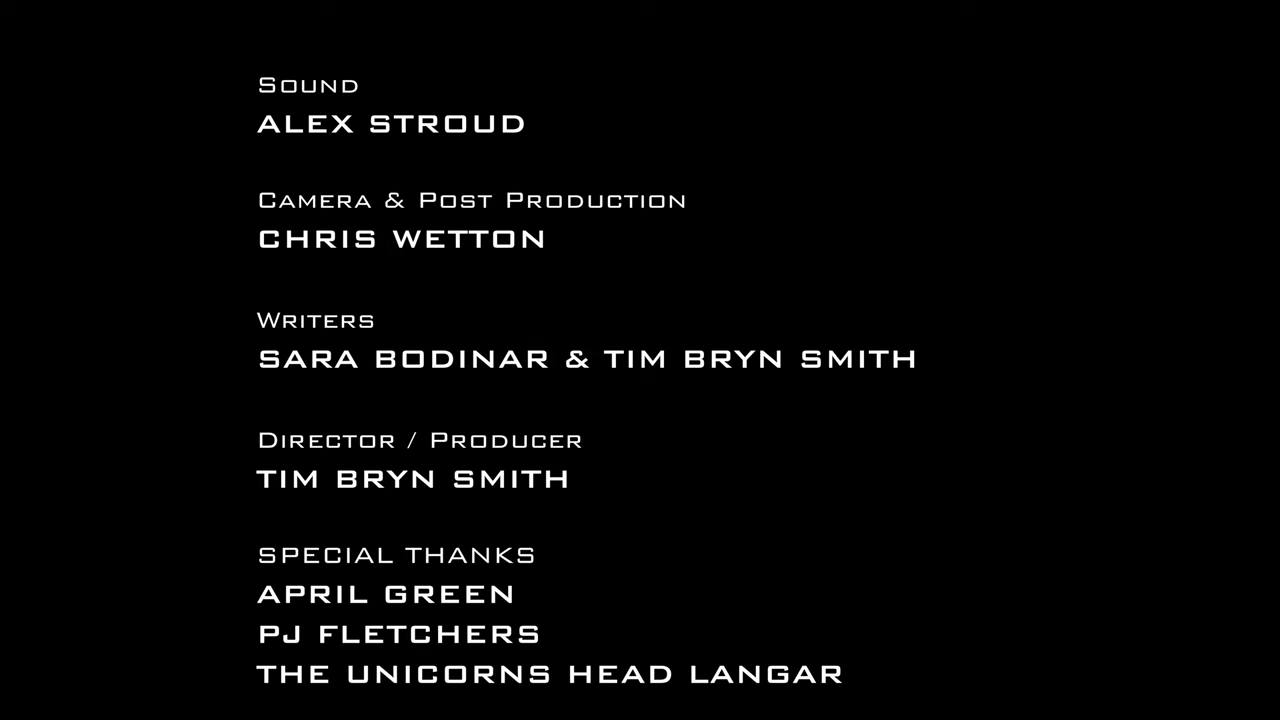 Sound
ALEX STROUD
Camera & Post Production
CHRIS WETTON
Writers
SARA BODINAR & TIM BRYN SMITH
Director / Producer
TIM BRYN SMITH
SPECIAL THANKS
APRIL GREEN
PJ FLETCHERS
THE UNICORNS HEAD LANGAR